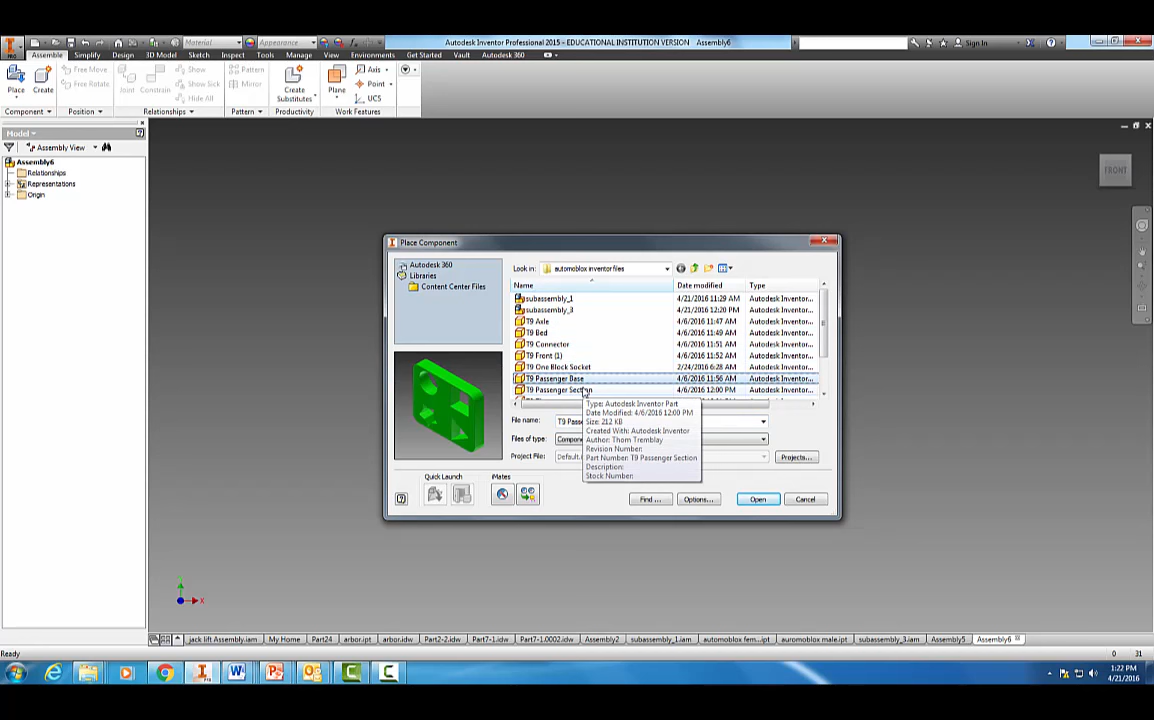 Material
Appearance
Autodesk Inventor Professional 2015 - EDUCATIONAL INSTITUTION VERSION Assembly6
Sign In
PRO
Assemble Simplify Design 3D Model Sketch Inspect Tools Manage View Environments Get Started Vault Autodesk 360
Place
Create
Free Move
Free Rotate
Joint
Constrain
Show
Show Sick
Hide All
Pattern
Mirror
Create
Substitutes
Plane
Axis
Point
UCS
Component
Position
Relationships
Pattern
Productivity
Work Features
Model
Assembly View
Assembly6
Relationships
Representations
Origin
FRONT
Place Component
Autodesk 360
Libraries
Content Center Files
Look in: automoblox inventor files
Name Date modified Type
subassembly_1 4/21/2016 11:29 AM Autodesk Inventor...
subassembly_3 4/21/2016 12:20 PM Autodesk Inventor...
T9 Axle 4/6/2016 11:47 AM Autodesk Inventor...
T9 Bed 4/6/2016 11:49 AM Autodesk Inventor...
T9 Connector 4/6/2016 11:51 AM Autodesk Inventor...
T9 Front (1) 4/6/2016 11:52 AM Autodesk Inventor...
T9 One Block Socket 2/24/2016 6:28 AM Autodesk Inventor...
T9 Passenger Base 4/6/2016 11:56 AM Autodesk Inventor...
T9 Passenger Section 4/6/2016 12:00 PM Autodesk Inventor...
Type: Autodesk Inventor Part
Date Modified: 4/6/2016 12:00 PM
Size: 212 KB
Created With: Autodesk Inventor
Author: Thom Tremblay
Revision Number:
Part Number: T9 Passenger Section
Description:
Stock Number:
File name: T9 Passe
Files of type: Compone
Project File: Default.i
Projects...
Quick Launch
iMates
Find ...
Options...
Open
Cancel
X
jack lift Assembly.iam My Home Part24 arbor.ipt arbor.idw Part2-2.idw Part7-1.idw Part7-1.0002.idw Assembly2 subassembly_1.iam automoblox fem...ipt auromoblox male.ipt subassembly_3.iam Assembly5 Assembly6
0 31
1:22 PM
4/21/2016